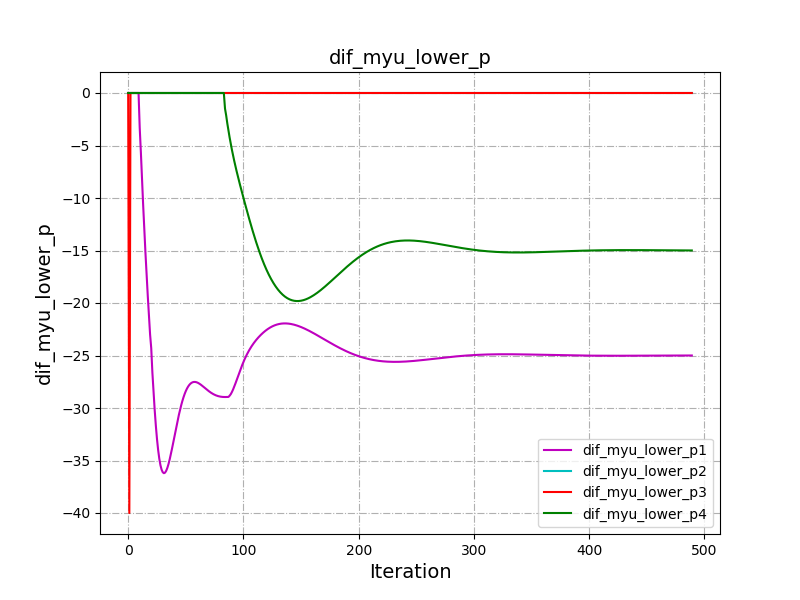 dif_myu_lower_p
dif_myu_lower_p
0
−5
−10
−15
−20
−25
−30
−35
−40
dif_myu_lower_p1
dif_myu_lower_p2
dif_myu_lower_p3
dif_myu_lower_p4
0 100 200 300 400 500
Iteration